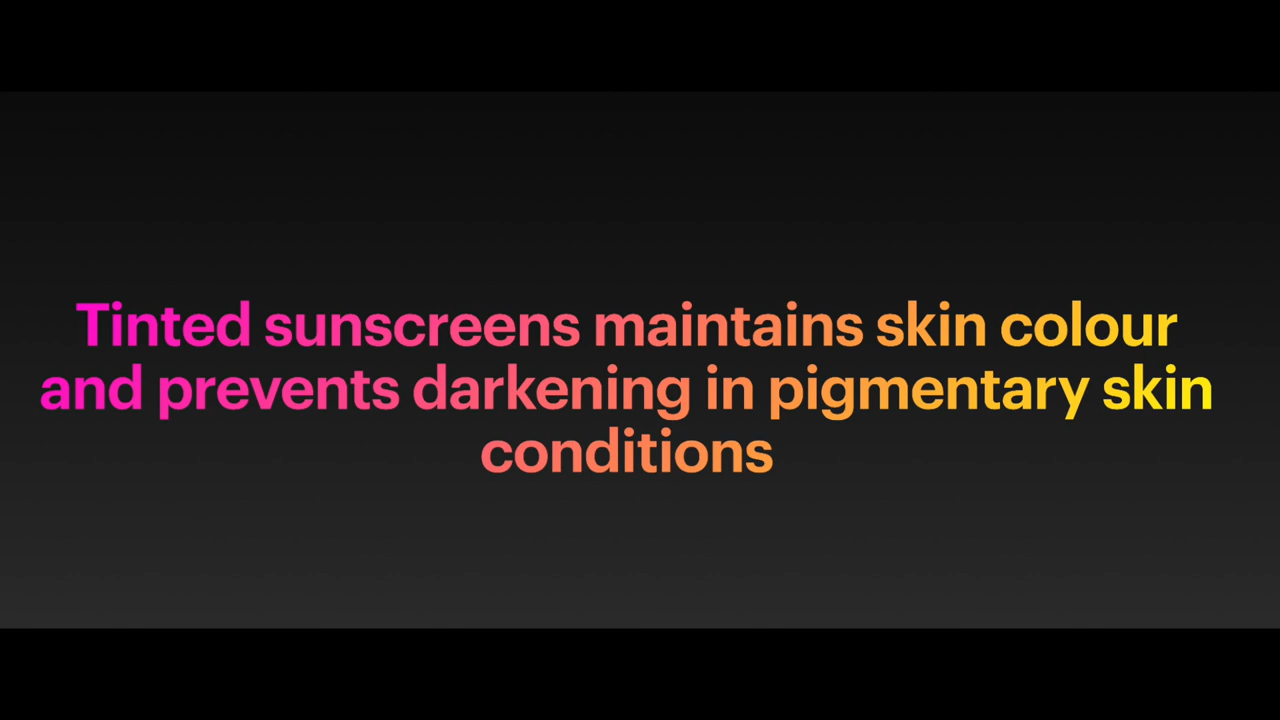 Tinted sunscreens maintains skin colour
and prevents darkening in pigmentary skin
conditions